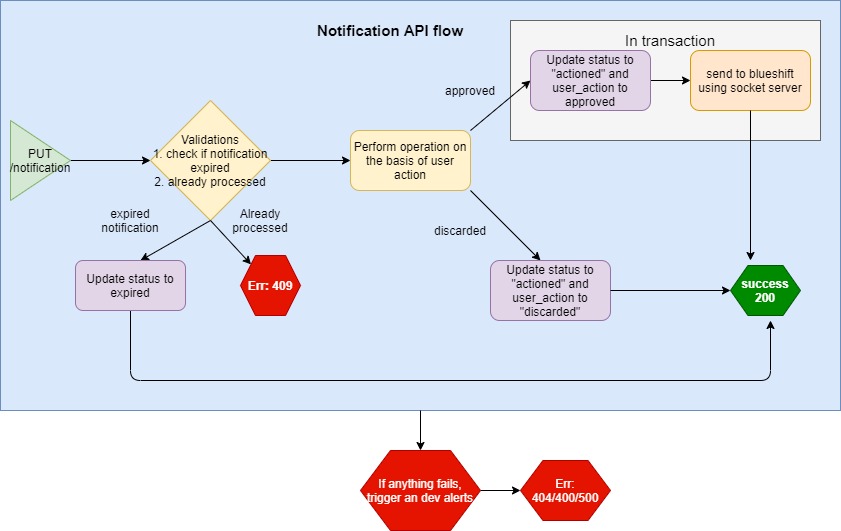 Notification API flow
In transaction
Update status to
"actioned" and
user_action to
approved
send to blueshift
using socket server
approved
PUT
/notification
Validations
1. check if notification
expired
2. already processed
Perform operation on
the basis of user
action
expired
notification
Already
processed
discarded
Update status to
expired
Err: 409
Update status to
"actioned" and
user_action to
"discarded"
success
200
If anything fails,
trigger an dev alerts
Err:
404/400/500